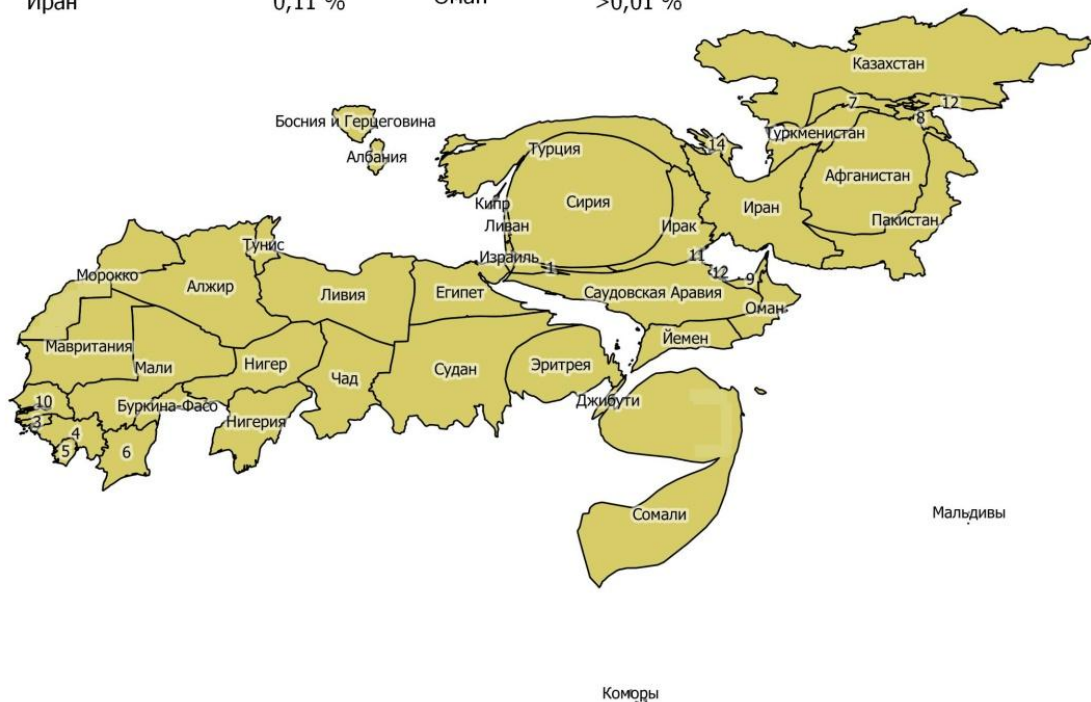 Иран 0,11 % Оман >0,01 %
Казахстан
7 12
Босния и Герцеговина
8
Туркменистан
Албания
Турция
14
Афганистан
Кипр
Сирия
Иран
Ливан
Ирак
Пакистан
Тунис
Израиль
11
Морокко
1
12
9
Алжир
Ливия
Египет
Саудовская Аравия
Оман
Йемен
Мавритания
Мали
Нигер
Чад
Судан
Эритрея
10
Буркина-Фасо
Джибути
3
4
Нигерия
5
6
Сомали
Мальдивы
Коморы